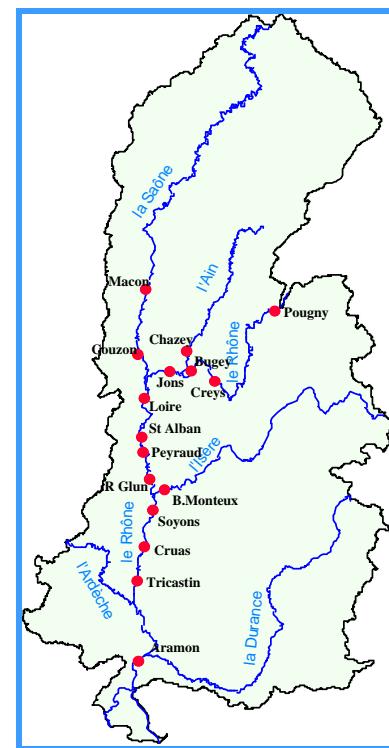 la Saône
l'Ain
Macon
Pougny
Chazey
Couzon
Bugey
le Rhône
Jons
Creys
Loire
St Alban
Peyraud
l'Isère
R Glun
B.Monteux
Soyons
le Rhône
Cruas
Tricastin
l'Ardèche
la Durance
Aramon